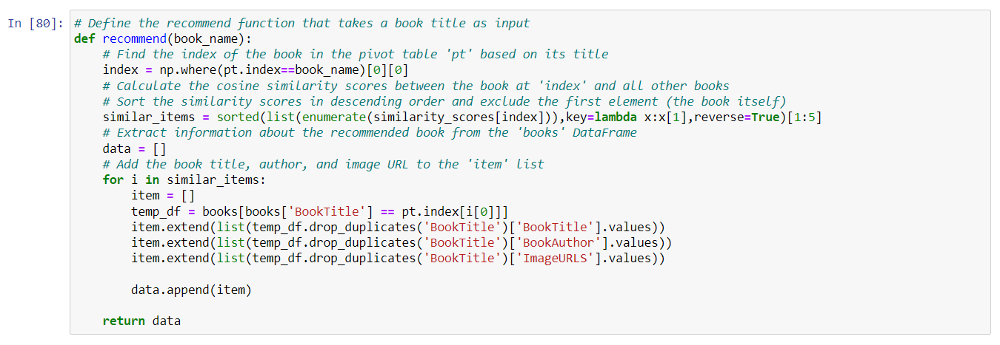 In [80]: # Define the recommend function that takes a book title as input
def recommend(book_name):
    # Find the index of the book in the pivot table 'pt' based on its title
    index = np.where(pt.index==book_name)[0][0]
    # Calculate the cosine similarity scores between the book at 'index' and all other books
    # Sort the similarity scores in descending order and exclude the first element (the book itself)
    similar_items = sorted(list(enumerate(similarity_scores[index])),key=lambda x:x[1],reverse=True)[1:5]
    # Extract information about the recommended book from the 'books' DataFrame
    data = []
    # Add the book title, author, and image URL to the 'item' list
    for i in similar_items:
        item = []
        temp_df = books[books['BookTitle'] == pt.index[i[0]]]
        item.extend(list(temp_df.drop_duplicates('BookTitle')['BookTitle'].values))
        item.extend(list(temp_df.drop_duplicates('BookTitle')['BookAuthor'].values))
        item.extend(list(temp_df.drop_duplicates('BookTitle')['ImageURLS'].values))

        data.append(item)

    return data